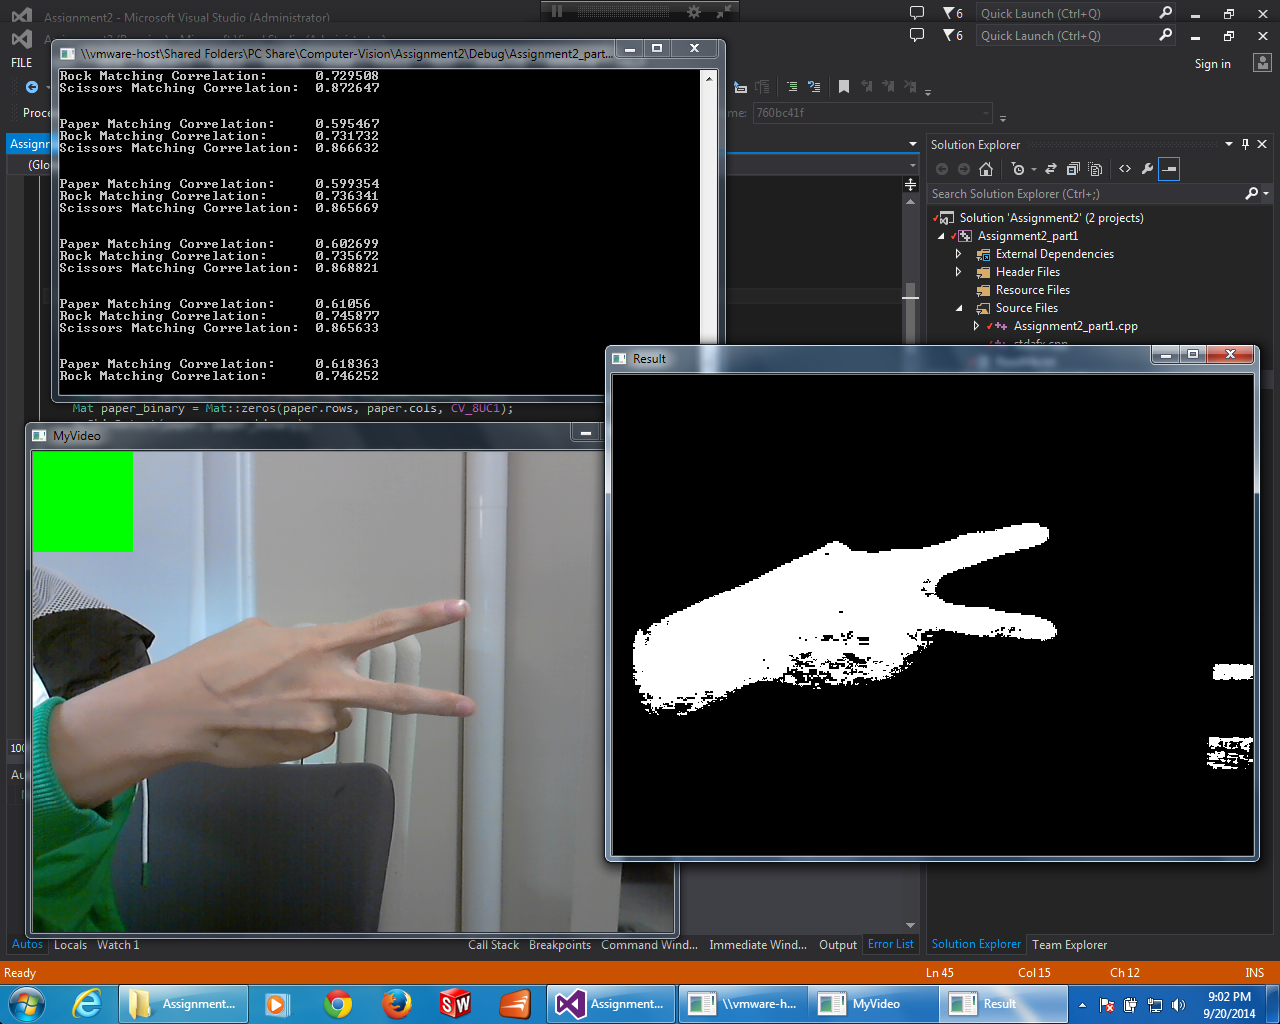 Assignment2 - Microsoft Visual Studio (Administrator)
6
Quick Launch (Ctrl+Q)
6
Quick Launch (Ctrl+Q)
\\vmware-host\Shared Folders\PC Share\Computer-Vision\Assignment2\Debug\Assignment2_part...
FILE
Sign in
Rock Matching Correlation: 0.729508
Scissors Matching Correlation: 0.872647
Paper Matching Correlation: 0.595467
Rock Matching Correlation: 0.731732
Scissors Matching Correlation: 0.866632
Paper Matching Correlation: 0.599354
Rock Matching Correlation: 0.736341
Scissors Matching Correlation: 0.865669
Paper Matching Correlation: 0.602699
Rock Matching Correlation: 0.735672
Scissors Matching Correlation: 0.868821
Paper Matching Correlation: 0.61056
Rock Matching Correlation: 0.745877
Scissors Matching Correlation: 0.865633
Paper Matching Correlation: 0.618363
Rock Matching Correlation: 0.746252
Proce
me: 760bc41f
Assignr
(Glo
Solution Explorer
Search Solution Explorer (Ctrl+;)
Solution 'Assignment2' (2 projects)
Assignment2_part1
External Dependencies
Header Files
Resource Files
Source Files
Assignment2_part1.cpp
stdafx.cpp
Mat paper_binary = Mat::zeros(paper.rows, paper.cols, CV_8UC1);
MyVideo
Result
100
Au
Autos Locals Watch 1
Call Stack Breakpoints Command Wind... Immediate Wind... Output Error List
Solution Explorer Team Explorer
Ready
Ln 45 Col 15 Ch 12 INS
Assignment...
SW
Assignment...
\\vmware-h...
MyVideo
Result
9:02 PM
9/20/2014